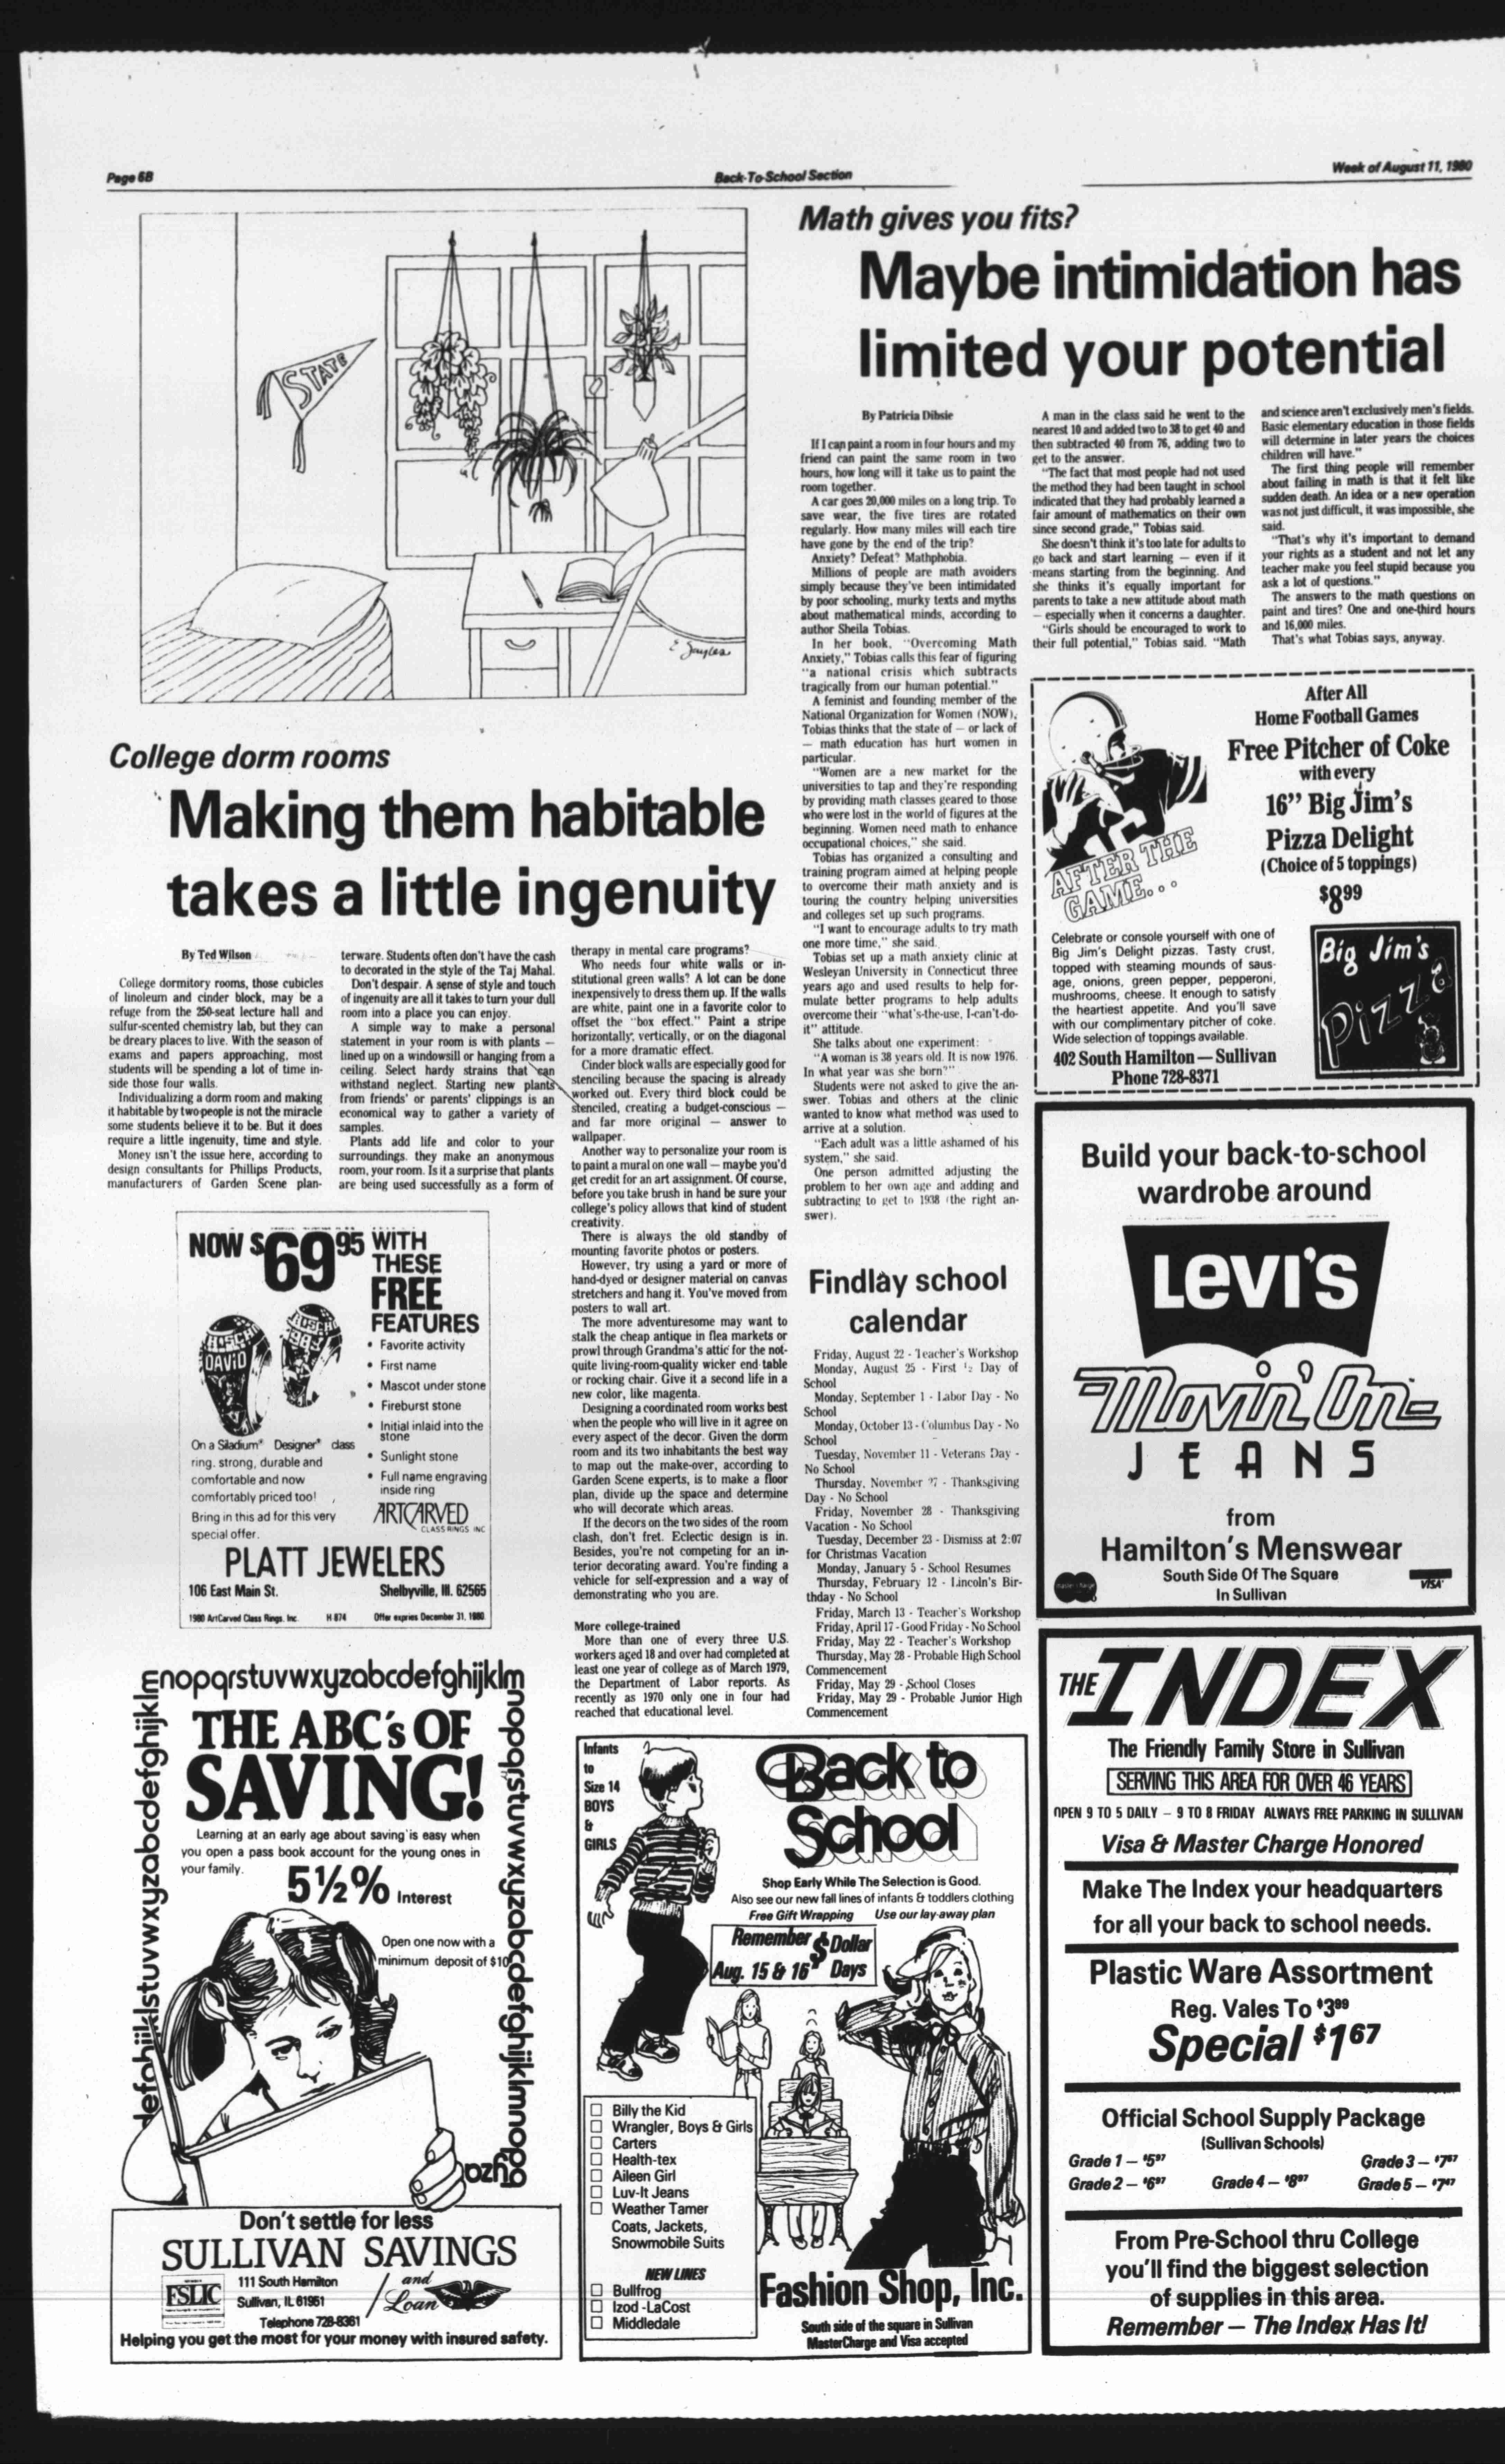 Page 6B
Back-To-School Section
Week of August 11, 1980
STATE
E. Sayles
College dorm rooms
Making them habitable
takes a little ingenuity
By Ted Wilson
College dormitory rooms, those cubicles
of linoleum and cinder block, may be a
refuge from the 250-seat lecture hall and
sulfur-scented chemistry lab, but they can
be dreary places to live. With the season of
exams and papers approaching, most
students will be spending a lot of time in-
side those four walls.
Individualizing a dorm room and making
it habitable by two people is not the miracle
some students believe it to be. But it does
require a little ingenuity, time and style.
Money isn't the issue here, according to
design consultants for Phillips Products,
manufacturers of Garden Scene plan-
terware. Students often don't have the cash
to decorated in the style of the Taj Mahal.
Don't despair. A sense of style and touch
of ingenuity are all it takes to turn your dull
room into a place you can enjoy.
A simple way to make a personal
statement in your room is with plants —
lined up on a windowsill or hanging from a
ceiling. Select hardy strains that can
withstand neglect. Starting new plants
from friends' or parents' clippings is an
economical way to gather a variety of
samples.
Plants add life and color to your
surroundings. they make an anonymous
room, your room. Is it a surprise that plants
are being used successfully as a form of
therapy in mental care programs?
Who needs four white walls or in-
stitutional green walls? A lot can be done
inexpensively to dress them up. If the walls
are white, paint one in a favorite color to
offset the "box effect." Paint a stripe
horizontally, vertically, or on the diagonal
for a more dramatic effect.
Cinder block walls are especially good for
stenciling because the spacing is already
worked out. Every third block could be
stenciled, creating a budget-conscious —
and far more original — answer to
wallpaper.
Another way to personalize your room is
to paint a mural on one wall — maybe you'd
get credit for an art assignment. Of course,
before you take brush in hand be sure your
college's policy allows that kind of student
creativity.
There is always the old standby of
mounting favorite photos or posters.
However, try using a yard or more of
hand-dyed or designer material on canvas
stretchers and hang it. You've moved from
posters to wall art.
The more adventuresome may want to
stalk the cheap antique in flea markets or
prowl through Grandma's attic for the not-
quite living-room-quality wicker end table
or rocking chair. Give it a second life in a
new color, like magenta.
Designing a coordinated room works best
when the people who will live in it agree on
every aspect of the decor. Given the dorm
room and its two inhabitants the best way
to map out the make-over, according to
Garden Scene experts, is to make a floor
plan, divide up the space and determine
who will decorate which areas.
If the decors on the two sides of the room
clash, don't fret. Eclectic design is in.
Besides, you're not competing for an in-
terior decorating award. You're finding a
vehicle for self-expression and a way of
demonstrating who you are.
More college-trained
More than one of every three U.S.
workers aged 18 and over had completed at
least one year of college as of March 1979,
the Department of Labor reports. As
recently as 1970 only one in four had
reached that educational level.
Math gives you fits?
Maybe intimidation has
limited your potential
By Patricia Dibsie
If I can paint a room in four hours and my
friend can paint the same room in two
hours, how long will it take us to paint the
room together.
A car goes 20,000 miles on a long trip. To
save wear, the five tires are rotated
regularly. How many miles will each tire
have gone by the end of the trip?
Anxiety? Defeat? Mathphobia.
Millions of people are math avoiders
simply because they've been intimidated
by poor schooling, murky texts and myths
about mathematical minds, according to
author Sheila Tobias.
In her book, "Overcoming Math
Anxiety," Tobias calls this fear of figuring
"a national crisis which subtracts
tragically from our human potential."
A feminist and founding member of the
National Organization for Women (NOW),
Tobias thinks that the state of — or lack of
— math education has hurt women in
particular.
"Women are a new market for the
universities to tap and they're responding
by providing math classes geared to those
who were lost in the world of figures at the
beginning. Women need math to enhance
occupational choices," she said.
Tobias has organized a consulting and
training program aimed at helping people
to overcome their math anxiety and is
touring the country helping universities
and colleges set up such programs.
"I want to encourage adults to try math
one more time," she said.
Tobias set up a math anxiety clinic at
Wesleyan University in Connecticut three
years ago and used results to help for-
mulate better programs to help adults
overcome their "what's-the-use, I-can't-do-
it" attitude.
She talks about one experiment:
"A woman is 38 years old. It is now 1976.
In what year was she born?"
Students were not asked to give the an-
swer. Tobias and others at the clinic
wanted to know what method was used to
arrive at a solution.
"Each adult was a little ashamed of his
system," she said.
One person admitted adjusting the
problem to her own age and adding and
subtracting to get to 1938 (the right an-
swer).
A man in the class said he went to the
nearest 10 and added two to 38 to get 40 and
then subtracted 40 from 76, adding two to
get to the answer.
"The fact that most people had not used
the method they had been taught in school
indicated that they had probably learned a
fair amount of mathematics on their own
since second grade," Tobias said.
She doesn't think it's too late for adults to
go back and start learning — even if it
means starting from the beginning. And
she thinks it's equally important for
parents to take a new attitude about math
— especially when it concerns a daughter.
"Girls should be encouraged to work to
their full potential," Tobias said. "Math
and science aren't exclusively men's fields.
Basic elementary education in those fields
will determine in later years the choices
children will have."
The first thing people will remember
about failing in math is that it felt like
sudden death. An idea or a new operation
was not just difficult, it was impossible, she
said.
"That's why it's important to demand
your rights as a student and not let any
teacher make you feel stupid because you
ask a lot of questions."
The answers to the math questions on
paint and tires? One and one-third hours
and 16,000 miles.
That's what Tobias says, anyway.
Findlay school
calendar
Friday, August 22 - Teacher's Workshop
Monday, August 25 - First ½ Day of
School
Monday, September 1 - Labor Day - No
School
Monday, October 13 - Columbus Day - No
School
Tuesday, November 11 - Veterans Day -
No School
Thursday, November 27 - Thanksgiving
Day - No School
Friday, November 28 - Thanksgiving
Vacation - No School
Tuesday, December 23 - Dismiss at 2:07
for Christmas Vacation
Monday, January 5 - School Resumes
Thursday, February 12 - Lincoln's Bir-
thday - No School
Friday, March 13 - Teacher's Workshop
Friday, April 17 - Good Friday - No School
Friday, May 22 - Teacher's Workshop
Thursday, May 28 - Probable High School
Commencement
Friday, May 29 - School Closes
Friday, May 29 - Probable Junior High
Commencement
After All
Home Football Games
Free Pitcher of Coke
with every
16" Big Jim's
Pizza Delight
(Choice of 5 toppings)
$899
AFTER THE
GAME...
Celebrate or console yourself with one of
Big Jim's Delight pizzas. Tasty crust,
topped with steaming mounds of saus-
age, onions, green pepper, pepperoni,
mushrooms, cheese. It enough to satisfy
the heartiest appetite. And you'll save
with our complimentary pitcher of coke.
Wide selection of toppings available.
402 South Hamilton — Sullivan
Phone 728-8371
Big Jim's
Pizza
Build your back-to-school
wardrobe around
LEVI'S
Movin' On
JEANS
from
Hamilton's Menswear
South Side Of The Square
In Sullivan
master charge
VISA
NOW $69 95 WITH
THESE
FREE
FEATURES
BOSCH
DAVID
BOSCH
1983
• Favorite activity
• First name
• Mascot under stone
• Fireburst stone
• Initial inlaid into the
stone
• Sunlight stone
• Full name engraving
inside ring
On a Siladium® Designer® class
ring. strong, durable and
comfortable and now
comfortably priced too!
Bring in this ad for this very
special offer.
ARTCARVED
CLASS RINGS INC
PLATT JEWELERS
106 East Main St.
Shelbyville, Ill. 62565
1980 ArtCarved Class Rings. Inc.
H 874
Offer expries December 31, 1980.
mnopqrstuvwxyzabcdefghijklm
defghijklstuvwxyzabcdefghijklm
nopqrstuvwxyzabcdefghijklmnopq
THE ABC's OF
SAVING!
Learning at an early age about saving is easy when
you open a pass book account for the young ones in
your family.
5½% Interest
Open one now with a
minimum deposit of $10
Don't settle for less
SULLIVAN SAVINGS
and
Loan
FSLIC
111 South Hamilton
Sullivan, IL 61951
Telephone 728-8361
Helping you get the most for your money with insured safety.
Infants
to
Size 14
BOYS
&
GIRLS
Back to
School
Shop Early While The Selection is Good.
Also see our new fall lines of infants & toddlers clothing
Free Gift Wrapping Use our lay-away plan
Remember $ Dollar
Aug. 15 & 16 Days
Billy the Kid
Wrangler, Boys & Girls
Carters
Health-tex
Aileen Girl
Luv-It Jeans
Weather Tamer
Coats, Jackets,
Snowmobile Suits
NEW LINES
Bullfrog
Izod -LaCost
Middledale
Fashion Shop, Inc.
South side of the square in Sullivan
MasterCharge and Visa accepted
THE INDEX
The Friendly Family Store in Sullivan
SERVING THIS AREA FOR OVER 46 YEARS
OPEN 9 TO 5 DAILY — 9 TO 8 FRIDAY ALWAYS FREE PARKING IN SULLIVAN
Visa & Master Charge Honored
Make The Index your headquarters
for all your back to school needs.
Plastic Ware Assortment
Reg. Vales To $399
Special $167
Official School Supply Package
(Sullivan Schools)
Grade 1 — $597
Grade 3 — $767
Grade 2 — $697
Grade 4 — $897
Grade 5 — $747
From Pre-School thru College
you'll find the biggest selection
of supplies in this area.
Remember — The Index Has It!